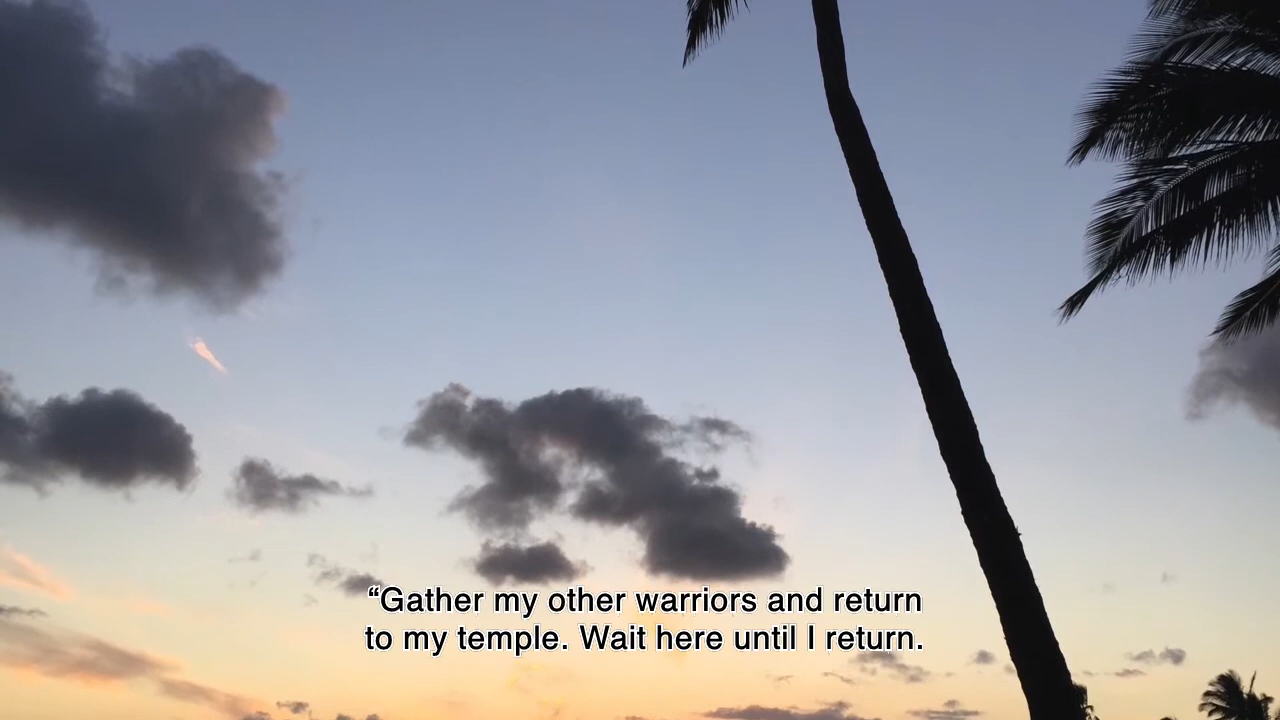 “Gather my other warriors and return
to my temple. Wait here until I return.